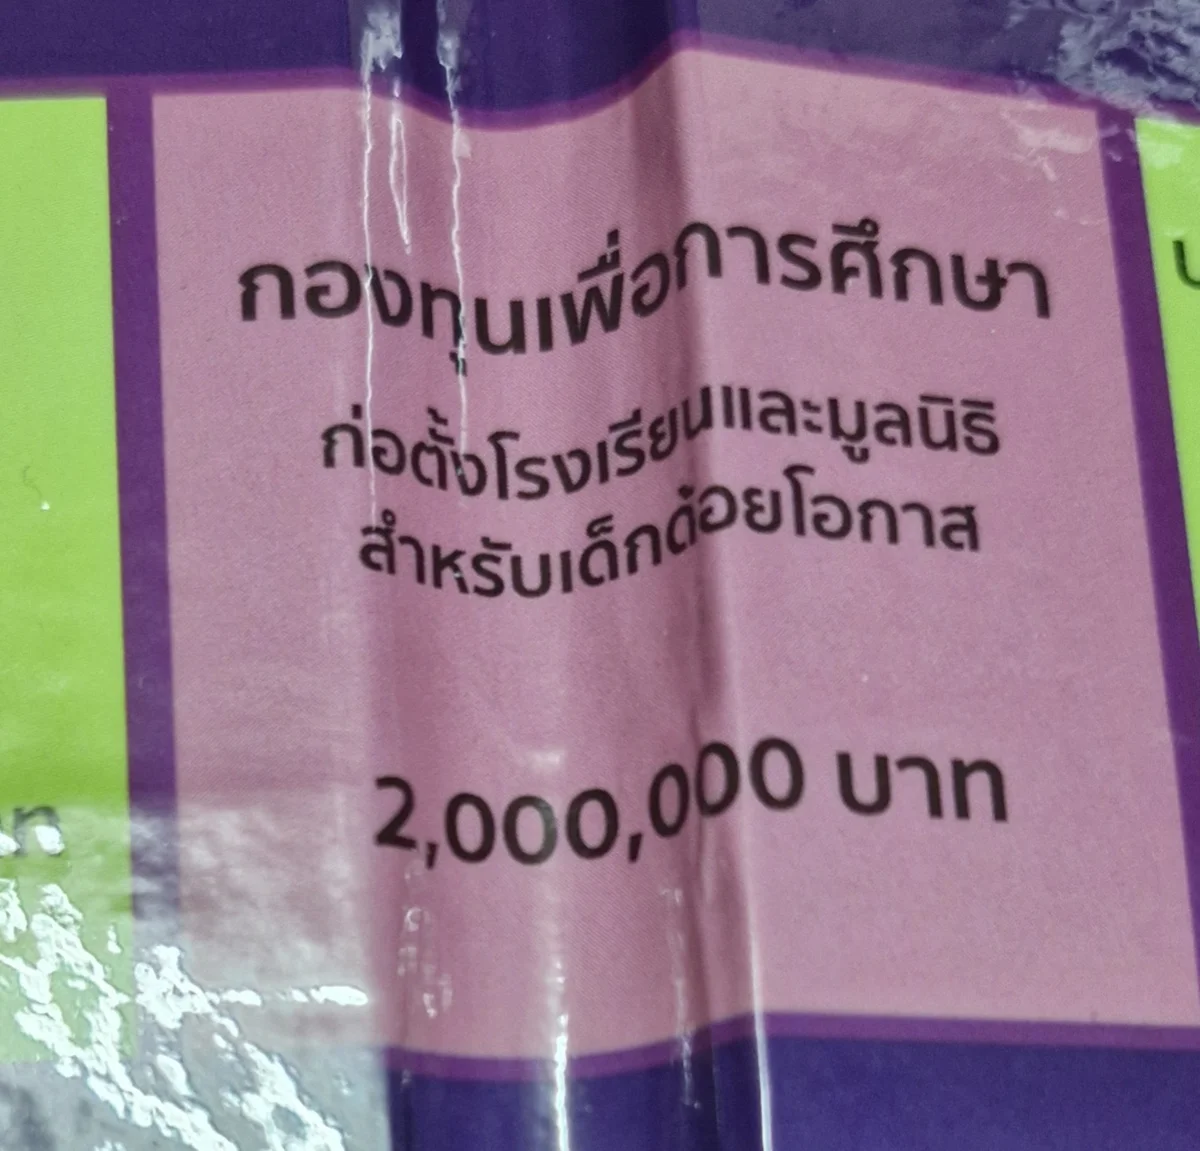 กองทุนเพื่อการศึกษา
ก่อตั้งโรงเรียนและมูลนิธิ
สำหรับเด็กด้อยโอกาส
2,000,000 บาท